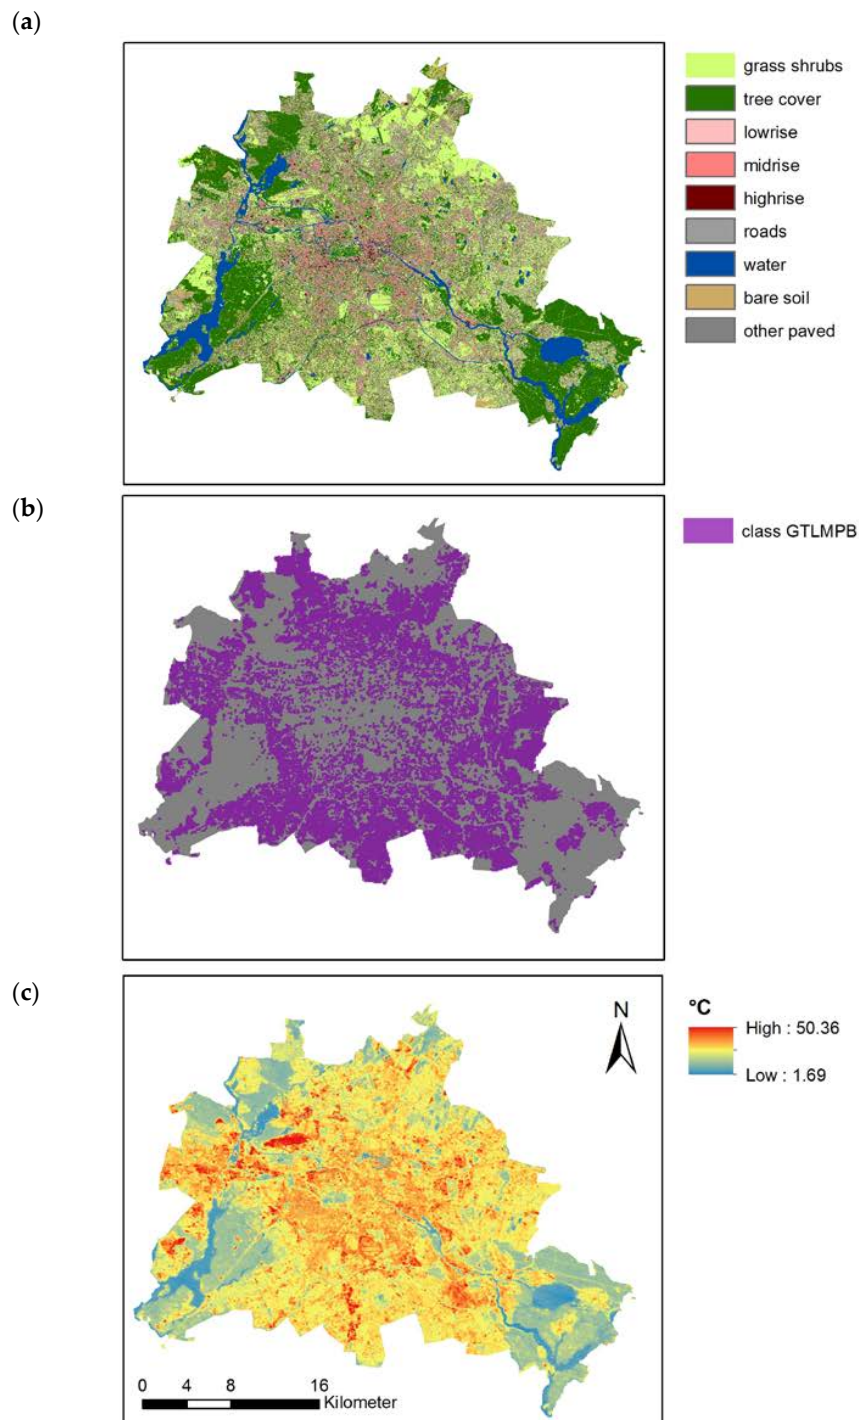 (a)
grass shrubs
tree cover
lowrise
midrise
highrise
roads
water
bare soil
other paved
(b)
class GTLMPB
(c)
N
°C
High : 50.36
Low : 1.69
0 4 8 16
Kilometer